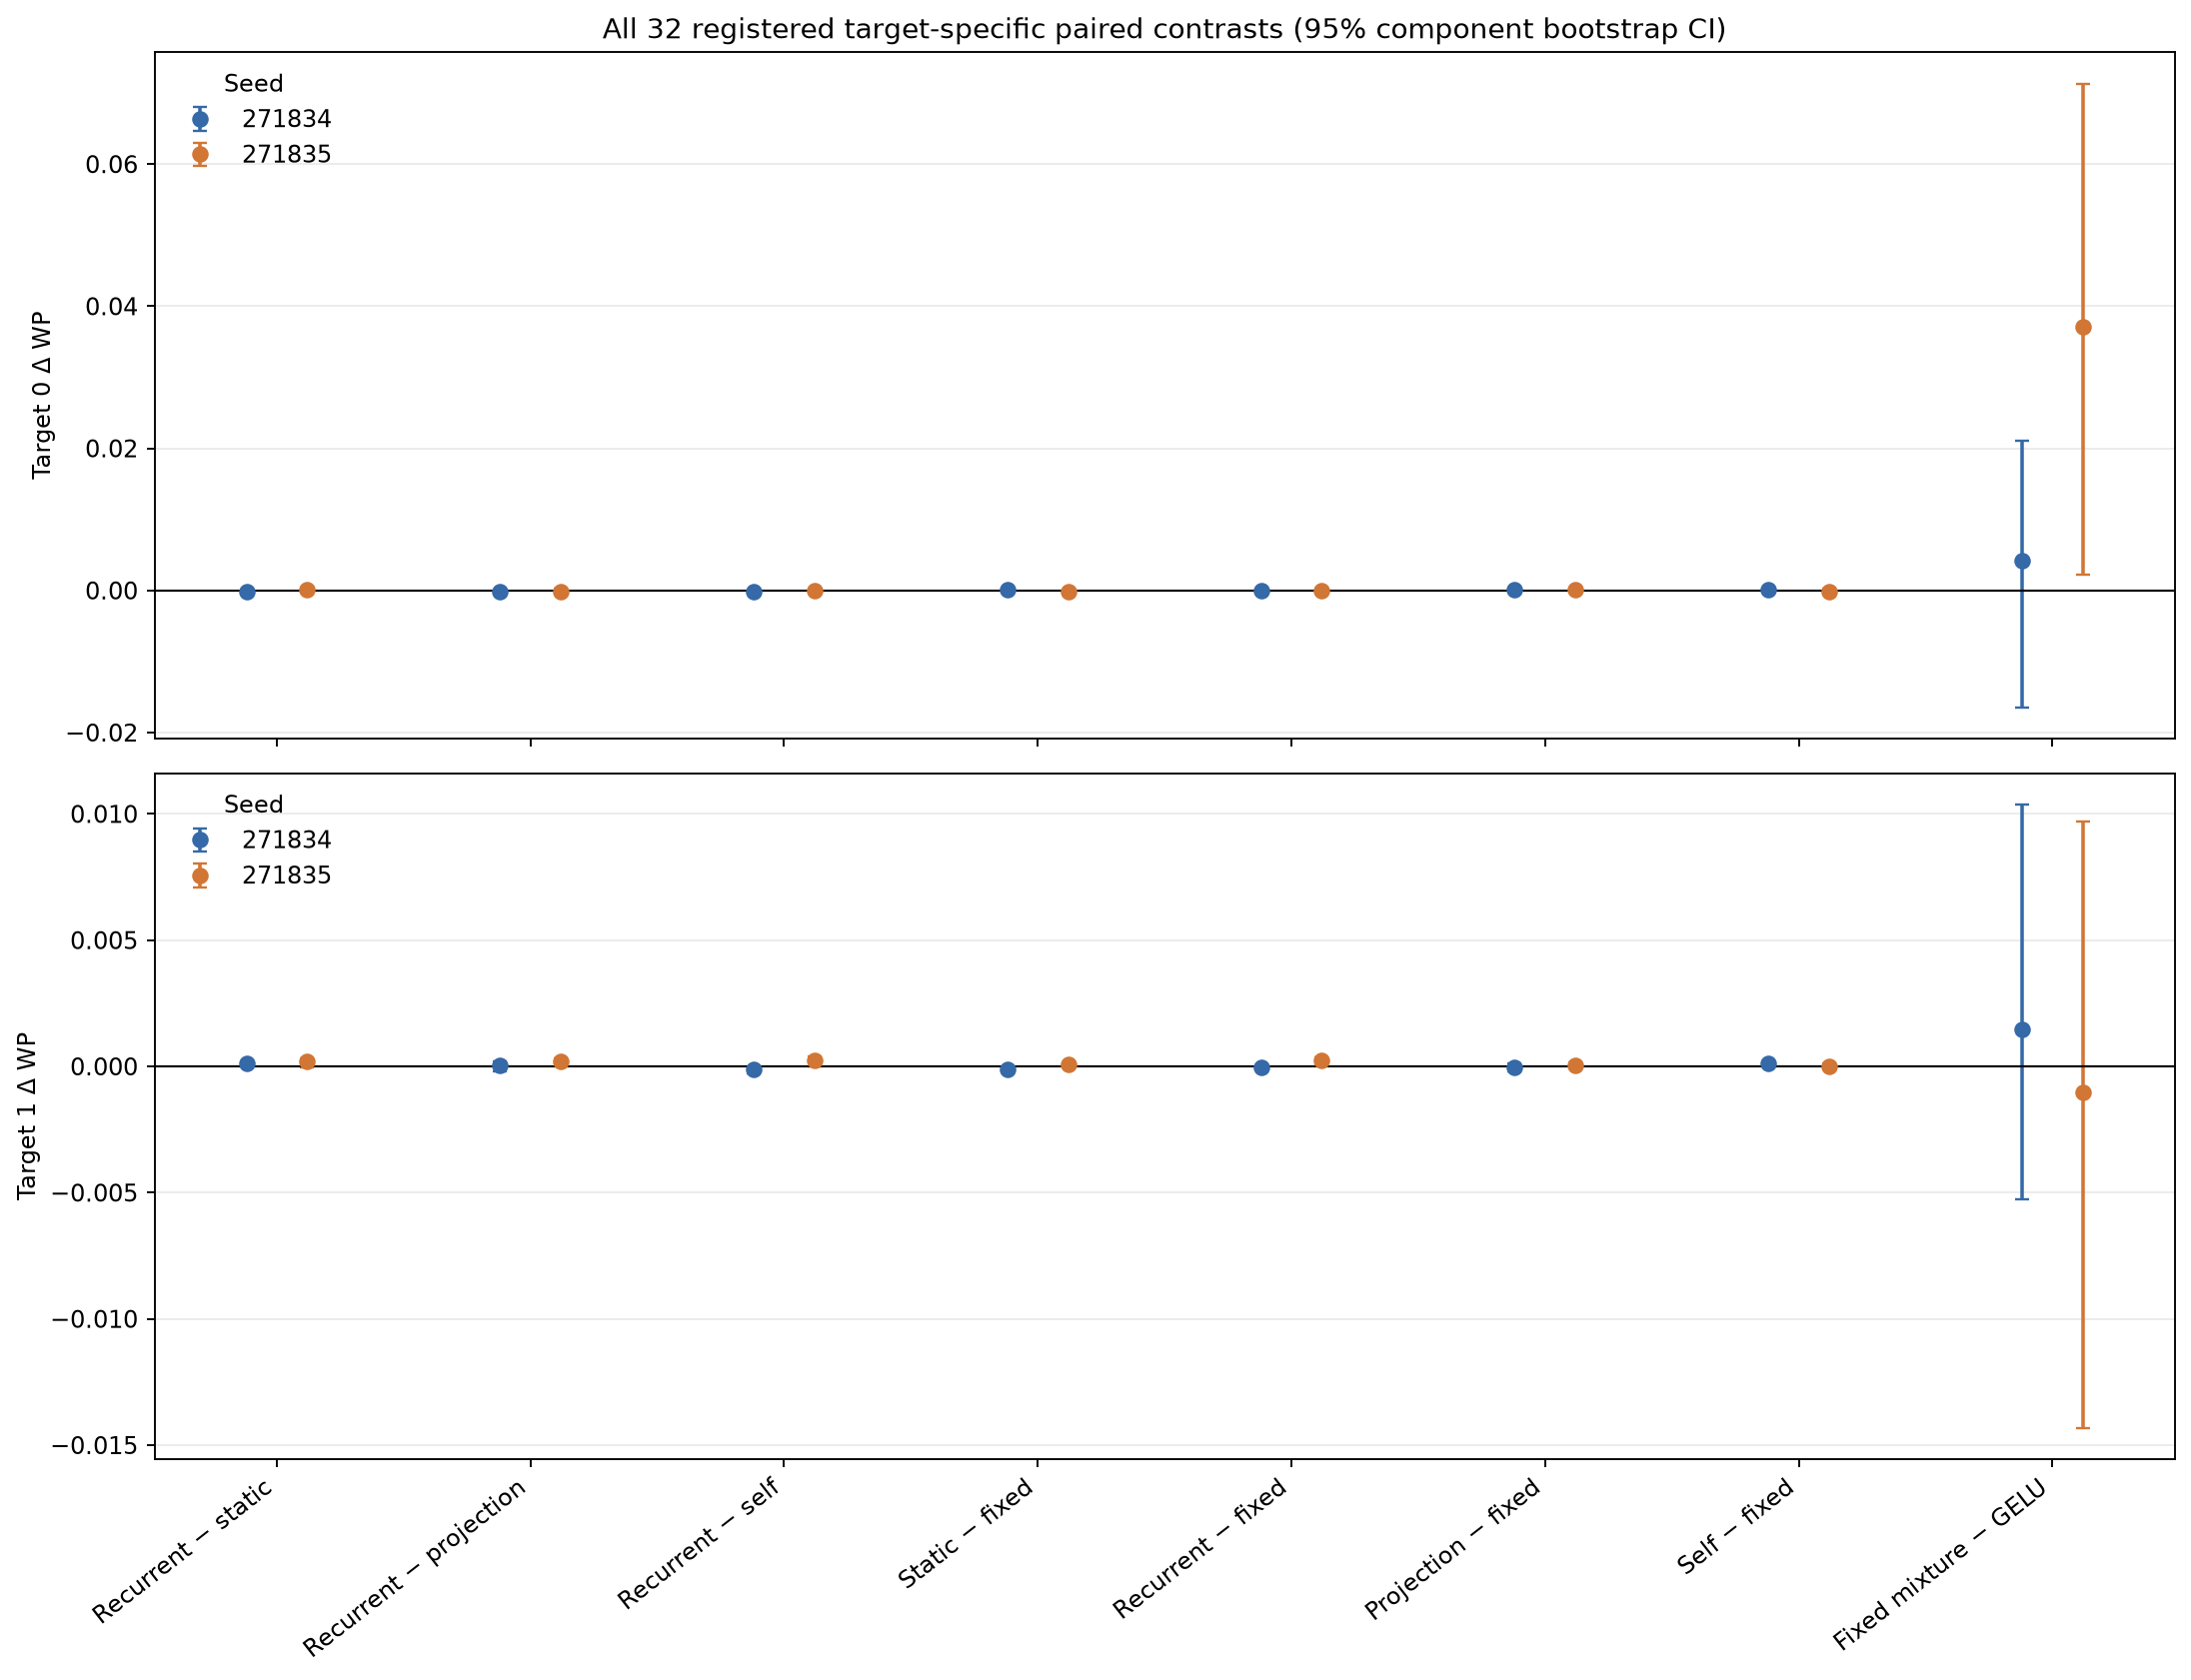 All 32 registered target-specific paired contrasts (95% component bootstrap CI)
Seed
271834
271835
0.06
0.04
0.02
0.00
−0.02
Target 0 Δ WP
Seed
271834
271835
0.010
0.005
0.000
−0.005
−0.010
−0.015
Target 1 Δ WP
Recurrent − static
Recurrent − projection
Recurrent − self
Static − fixed
Recurrent − fixed
Projection − fixed
Self − fixed
Fixed mixture − GELU